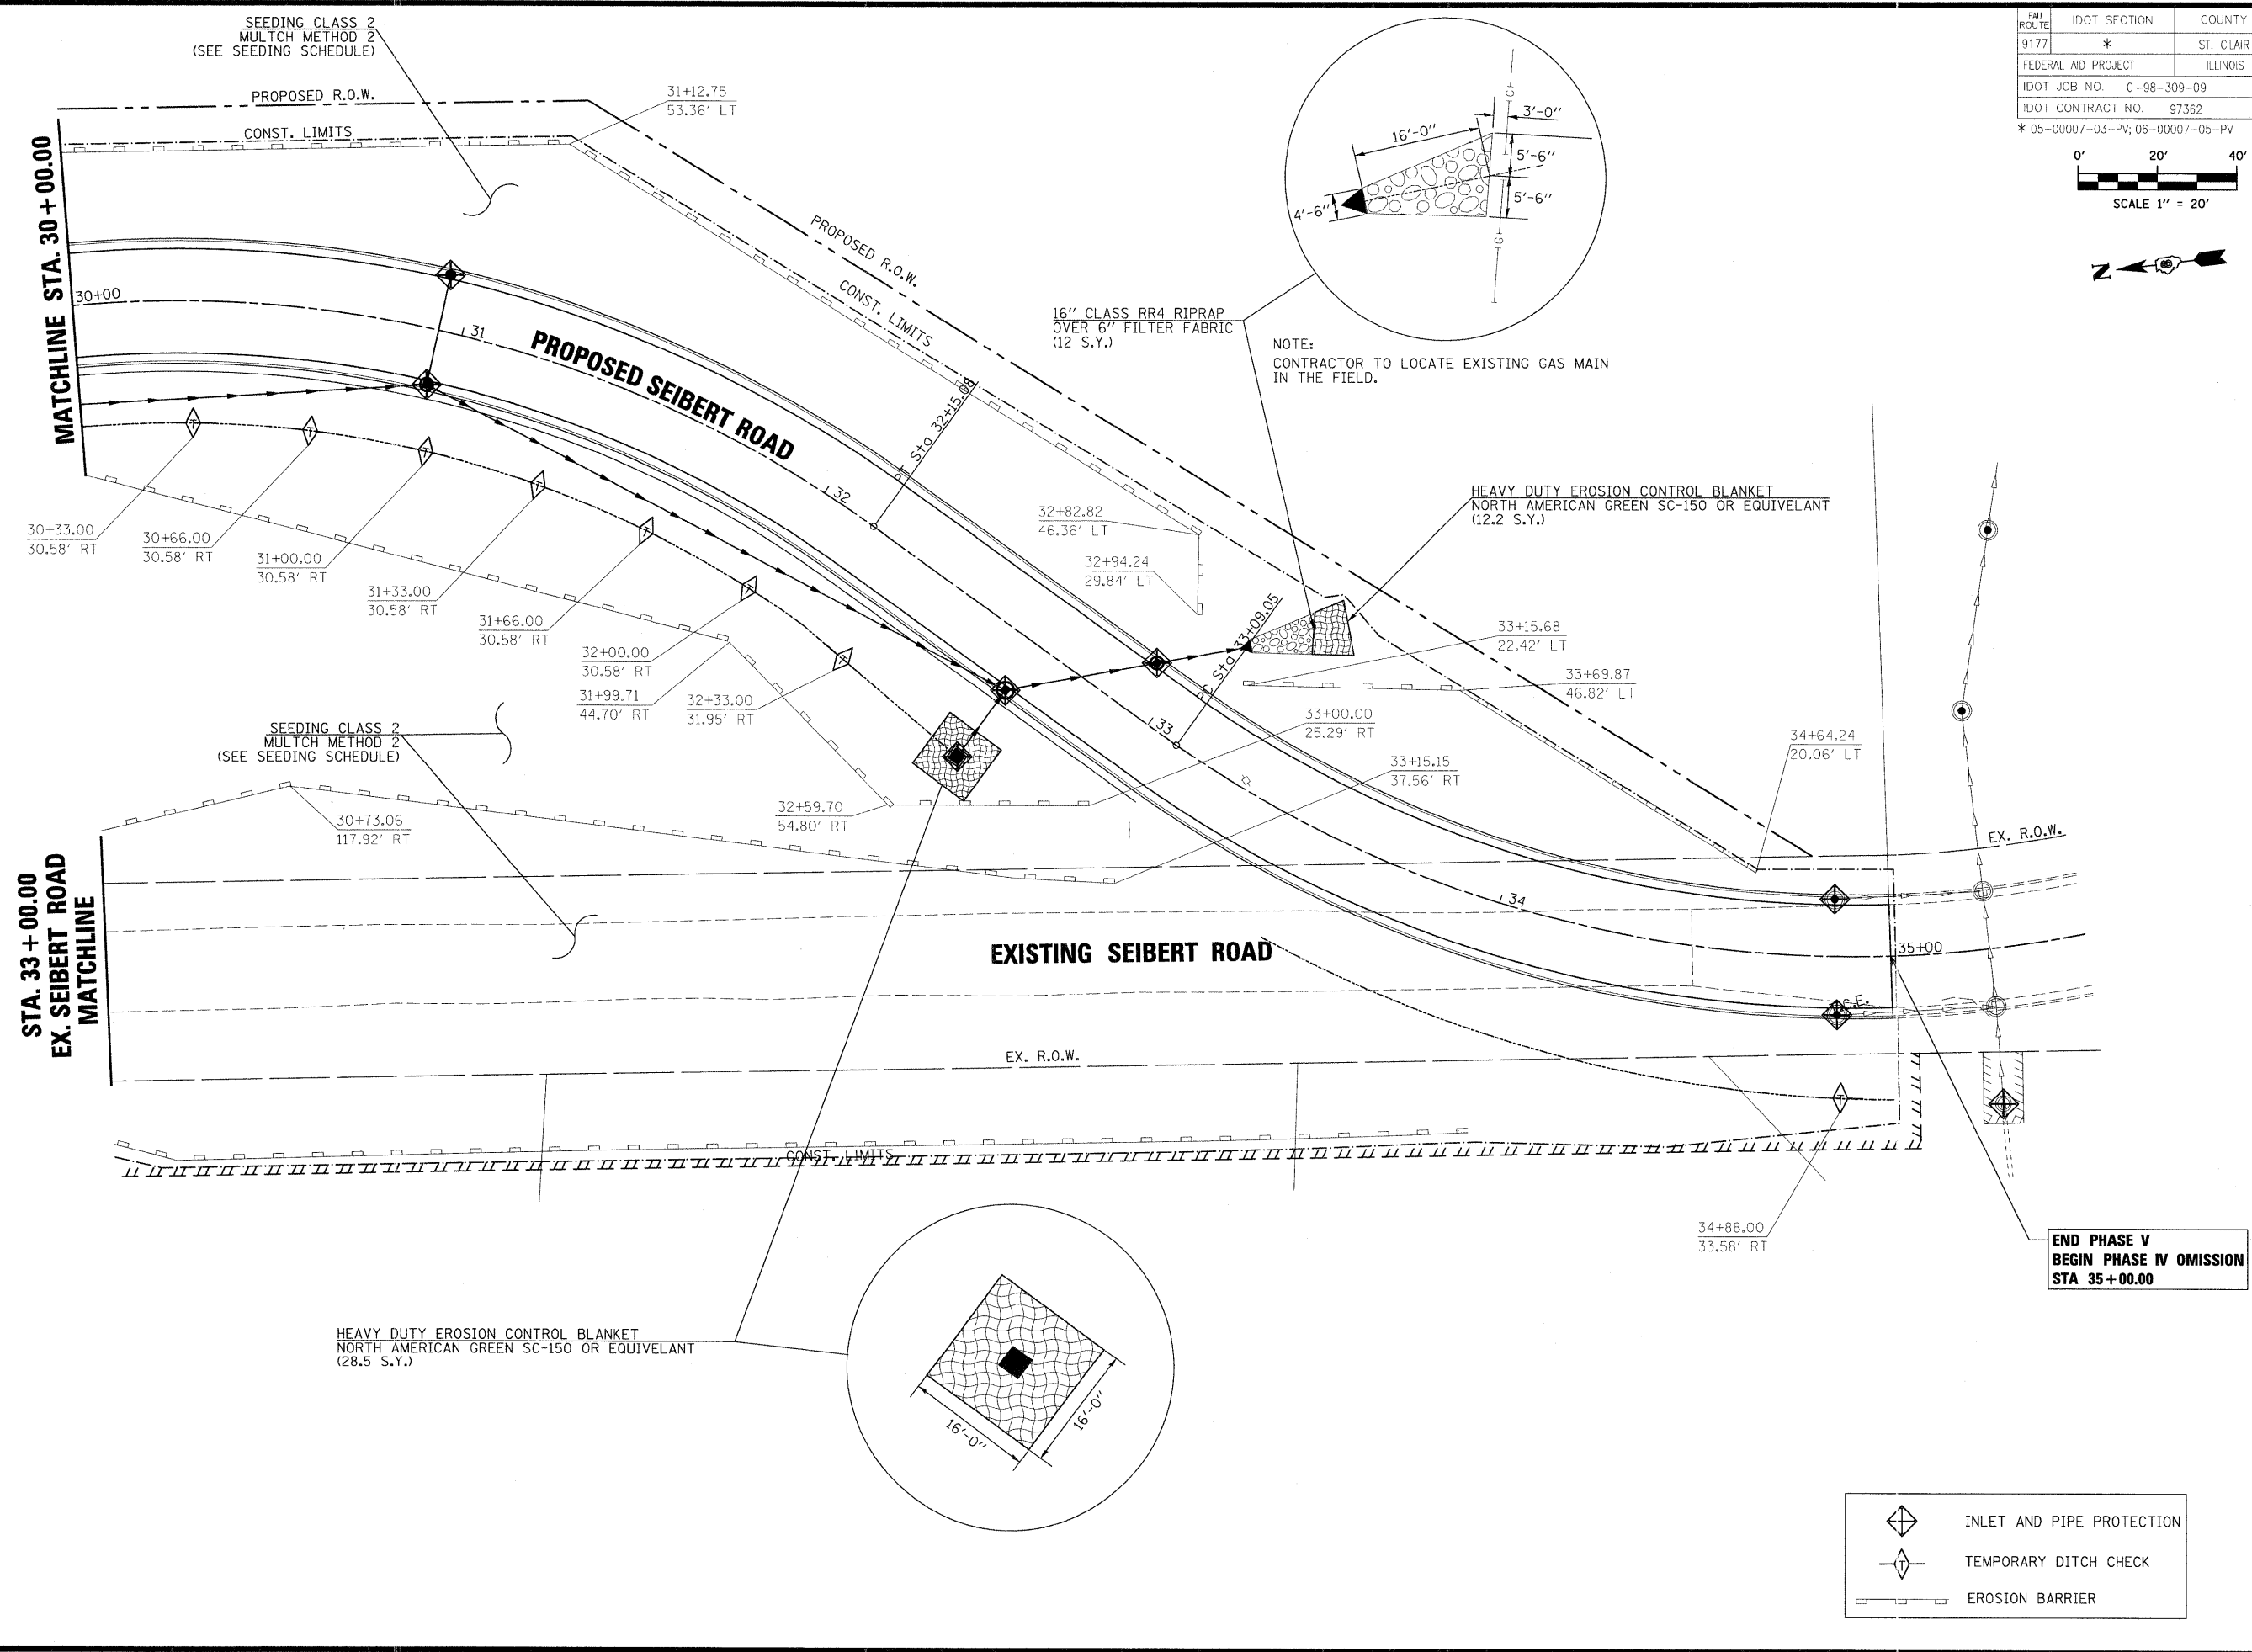 SEEDING CLASS 2
MULTCH METHOD 2
(SEE SEEDING SCHEDULE)
FAU ROUTE
IDOT SECTION
COUNTY
9177
*
ST. CLAIR
FEDERAL AID PROJECT
ILLINOIS
IDOT JOB NO. C-98-309-09
IDOT CONTRACT NO. 97362
* 05-00007-03-PV; 06-00007-05-PV
0' 20' 40'
SCALE 1" = 20'
N
PROPOSED R.O.W.
CONST. LIMITS
31+12.75
53.36' LT
3'-0"
16'-0"
5'-6"
5'-6"
4'-6"
G
G
MATCHLINE STA. 30+00.00
30+00
31
PROPOSED SEIBERT ROAD
PROPOSED R.O.W.
CONST. LIMITS
16" CLASS RR4 RIPRAP
OVER 6" FILTER FABRIC
(12 S.Y.)
NOTE:
CONTRACTOR TO LOCATE EXISTING GAS MAIN
IN THE FIELD.
PT Sta 32+15.08
32
HEAVY DUTY EROSION CONTROL BLANKET
NORTH AMERICAN GREEN SC-150 OR EQUIVELANT
(12.2 S.Y.)
T
T
T
T
T
T
T
30+33.00
30.58' RT
30+66.00
30.58' RT
31+00.00
30.58' RT
31+33.00
30.58' RT
31+66.00
30.58' RT
32+00.00
30.58' RT
31+99.71
44.70' RT
32+33.00
31.95' RT
32+82.82
46.36' LT
32+94.24
29.84' LT
PC Sta 33+09.05
33
33+15.68
22.42' LT
33+69.87
46.82' LT
33+00.00
25.29' RT
33+15.15
37.56' RT
34+64.24
20.06' LT
SEEDING CLASS 2
MULTCH METHOD 2
(SEE SEEDING SCHEDULE)
30+73.06
117.92' RT
32+59.70
54.80' RT
EX. R.O.W.
STA. 33+00.00
EX. SEIBERT ROAD
MATCHLINE
34
EXISTING SEIBERT ROAD
35+00
EX. R.O.W.
T
CONST. LIMITS
34+88.00
33.58' RT
END PHASE V
BEGIN PHASE IV OMISSION
STA 35+00.00
HEAVY DUTY EROSION CONTROL BLANKET
NORTH AMERICAN GREEN SC-150 OR EQUIVELANT
(28.5 S.Y.)
16'-0"
16'-0"
INLET AND PIPE PROTECTION
T
TEMPORARY DITCH CHECK
EROSION BARRIER